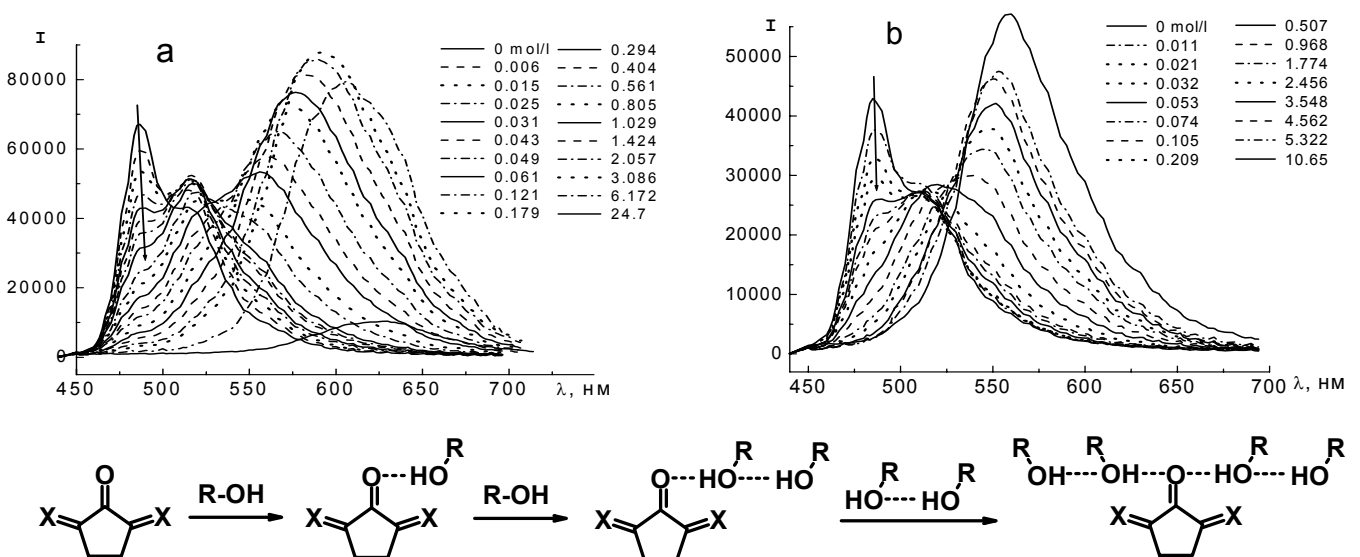 I
a
80000
60000
40000
20000
0
450 500 550 600 650 700 λ, нм
0 mol/l 0.294
0.006 0.404
0.015 0.561
0.025 0.805
0.031 1.029
0.043 1.424
0.049 2.057
0.061 3.086
0.121 6.172
0.179 24.7
I
b
50000
40000
30000
20000
10000
0
450 500 550 600 650 700 λ, нм
0 mol/l 0.507
0.011 0.968
0.021 1.774
0.032 2.456
0.053 3.548
0.074 4.562
0.105 5.322
0.209 10.65
O
X X
R-OH
R
O HO
X X
R-OH
R R
O HO HO
X X
R R
HO HO
R R R R
OH OH O HO HO
X X